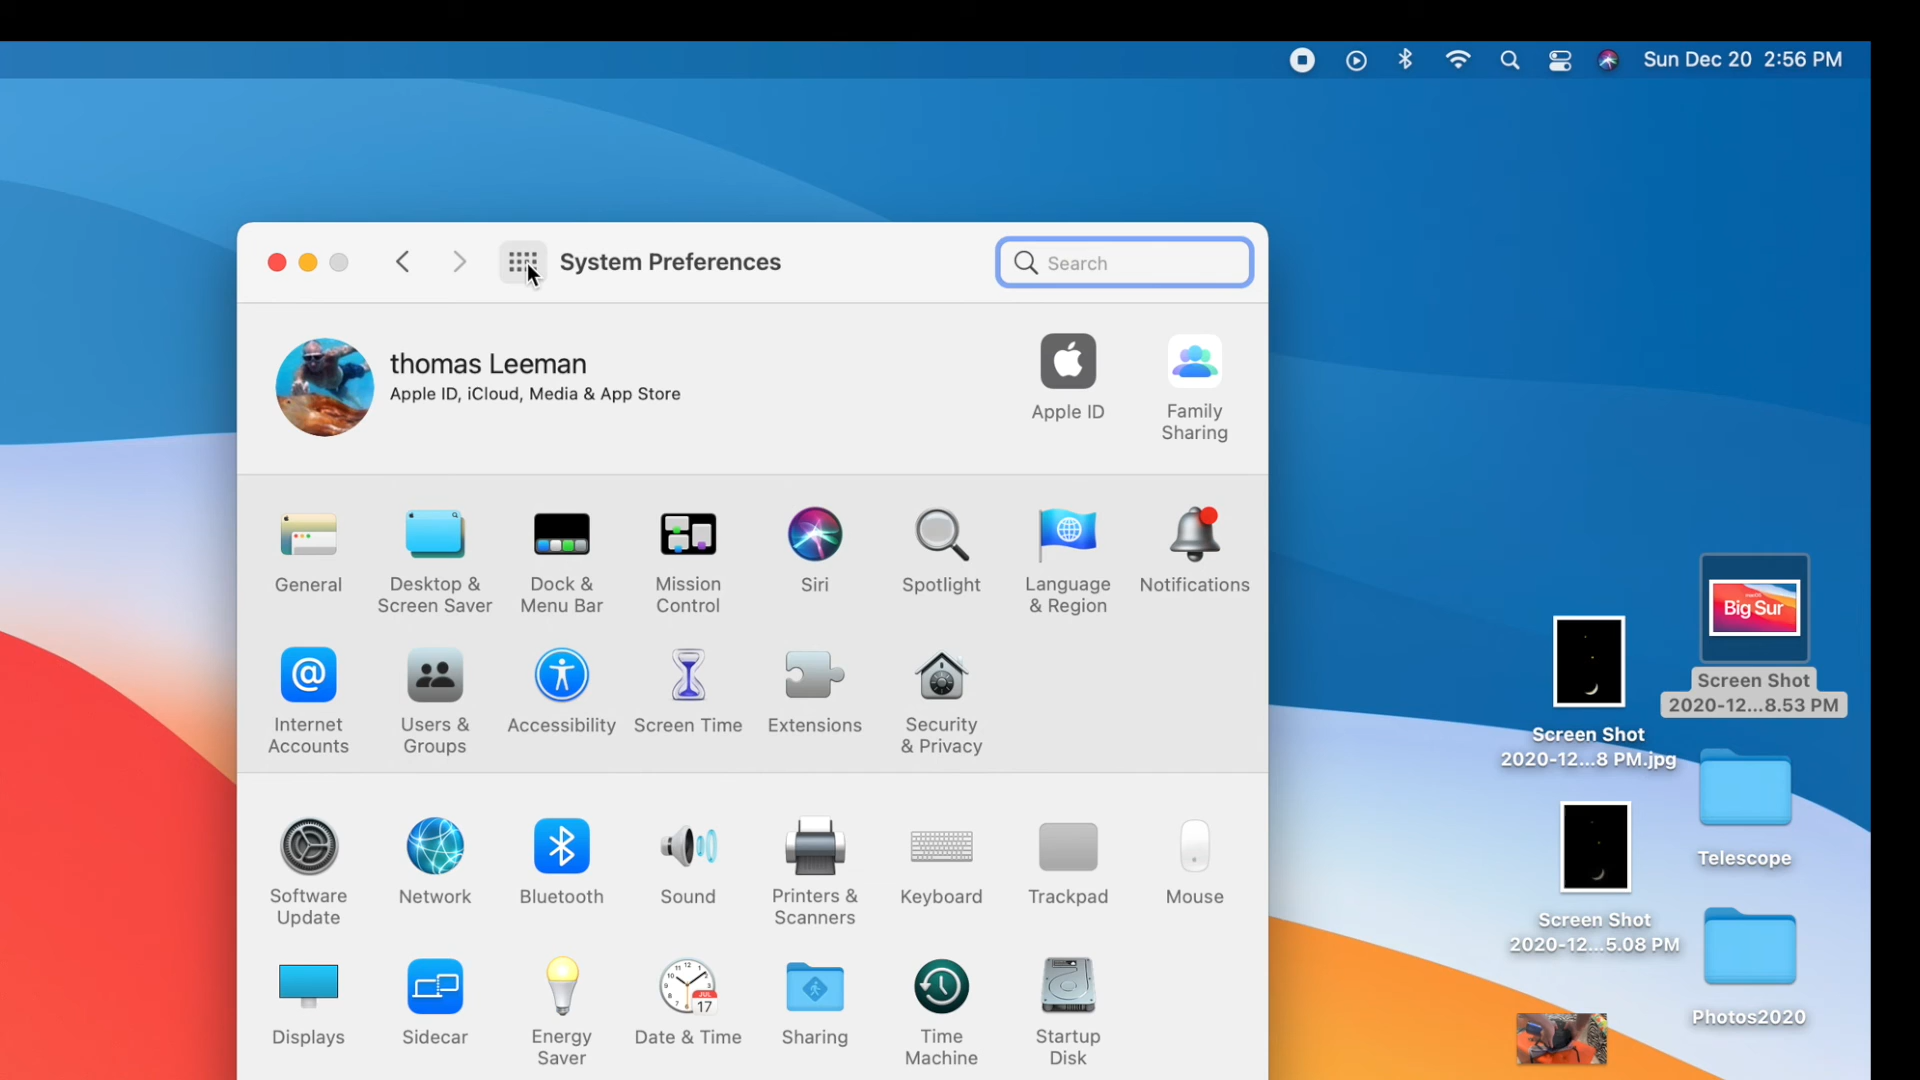 Sun Dec 20 2:56 PM
System Preferences
Search
thomas Leeman
Apple ID, iCloud, Media & App Store
Apple ID
Family
Sharing
General
Desktop &
Screen Saver
Dock &
Menu Bar
Mission
Control
Siri
Spotlight
Language
& Region
Notifications
Internet
Accounts
Users &
Groups
Accessibility
Screen Time
Extensions
Security
& Privacy
Software
Update
Network
Bluetooth
Sound
Printers &
Scanners
Keyboard
Trackpad
Mouse
Displays
Sidecar
Energy
Saver
JUL
17
Date & Time
Sharing
Time
Machine
Startup
Disk
Big Sur
Screen Shot
2020-12...8.53 PM
Screen Shot
2020-12...8 PM.jpg
Telescope
Screen Shot
2020-12...5.08 PM
Photos2020